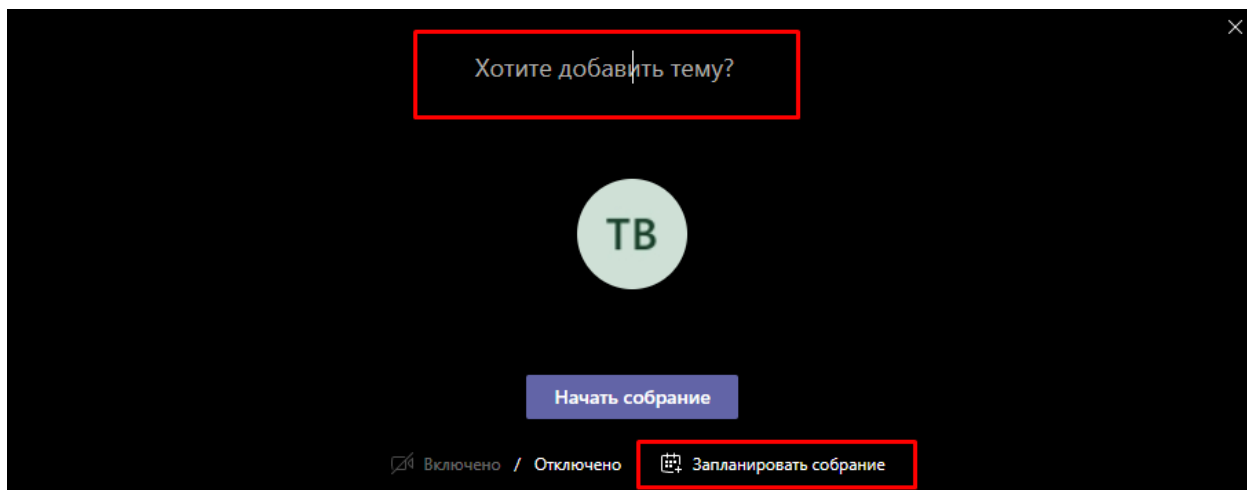 Хотите добавить тему?
ТВ
Начать собрание
Включено / Отключено Запланировать собрание